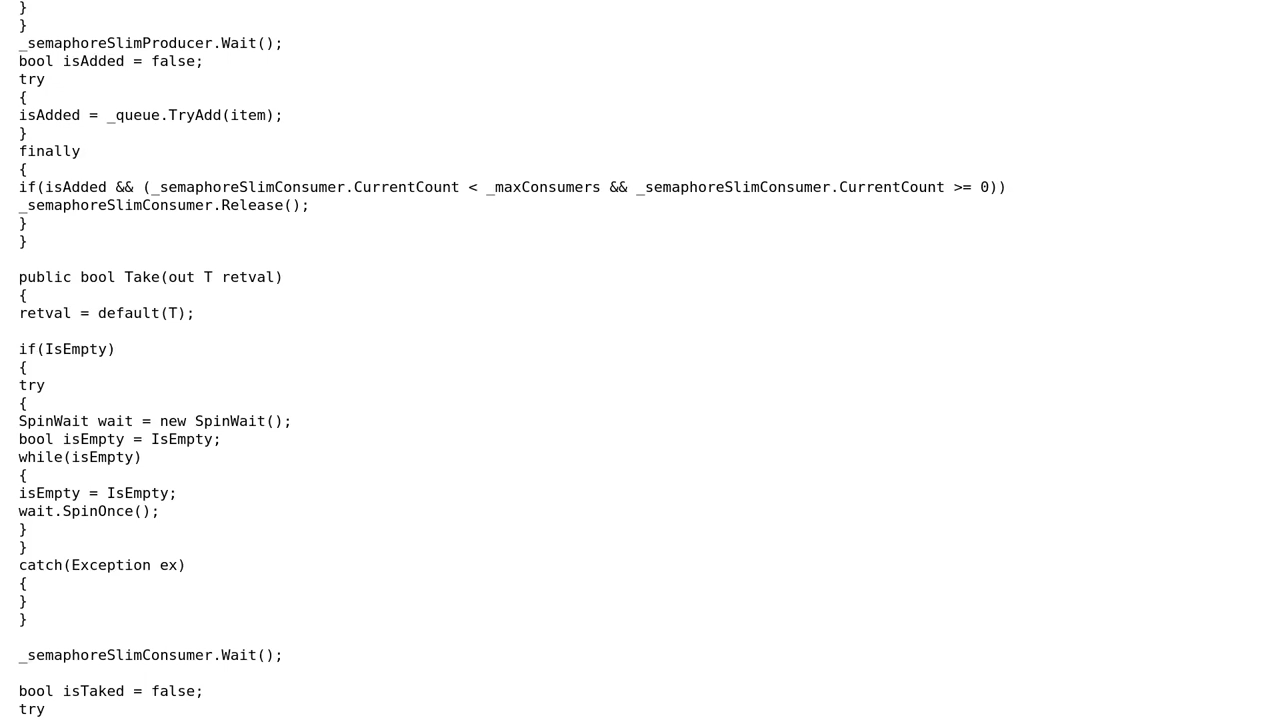 }
}
_semaphoreSlimProducer.Wait();
bool isAdded = false;
try
{
isAdded = _queue.TryAdd(item);
}
finally
{
if(isAdded && (_semaphoreSlimConsumer.CurrentCount < _maxConsumers && _semaphoreSlimConsumer.CurrentCount >= 0))
_semaphoreSlimConsumer.Release();
}
}
public bool Take(out T retval)
{
retval = default(T);
if(IsEmpty)
{
try
{
SpinWait wait = new SpinWait();
bool isEmpty = IsEmpty;
while(isEmpty)
{
isEmpty = IsEmpty;
wait.SpinOnce();
}
}
catch(Exception ex)
{
}
}
_semaphoreSlimConsumer.Wait();
bool isTaked = false;
try